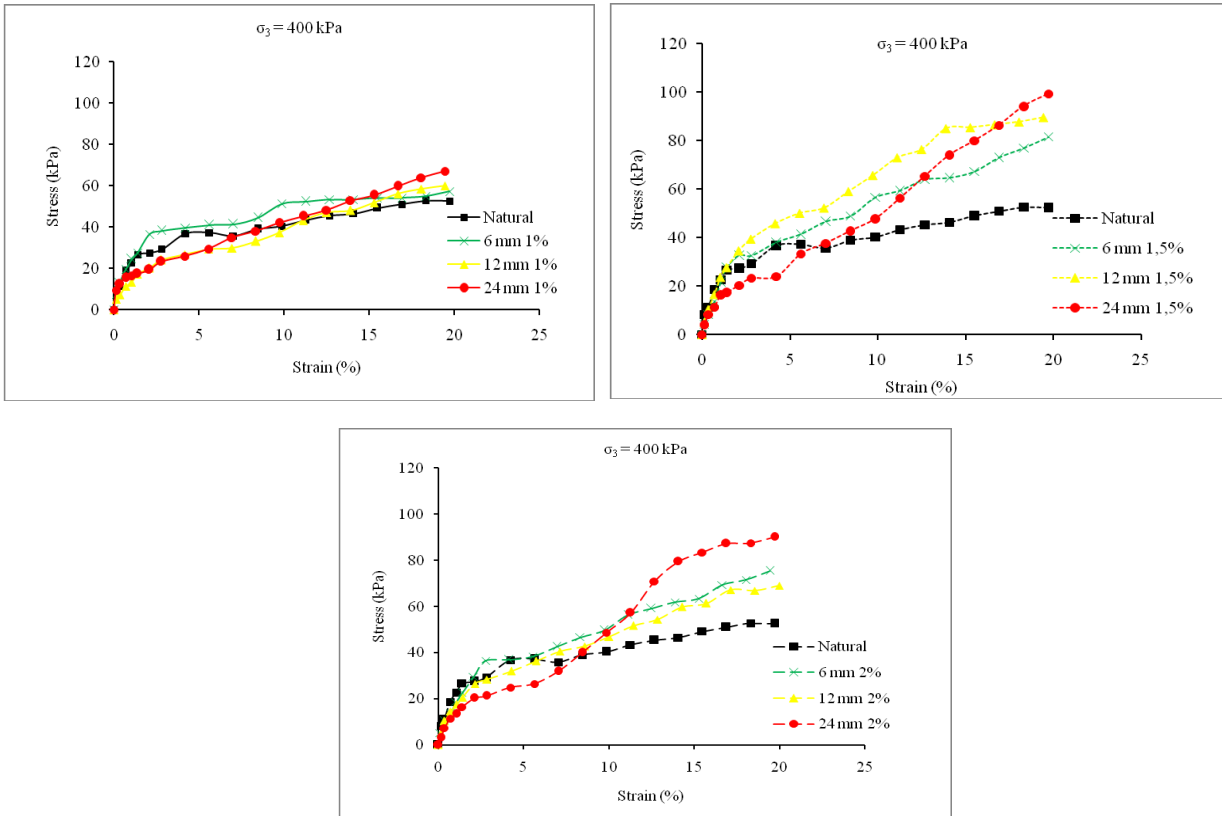 σ₃ = 400 kPa
120
100
80
60
40
20
0
Stress (kPa)
0 5 10 15 20 25
Strain (%)
Natural
6 mm 1%
12 mm 1%
24 mm 1%
σ₃ = 400 kPa
120
100
80
60
40
20
0
Stress (kPa)
0 5 10 15 20 25
Strain (%)
Natural
6 mm 1,5%
12 mm 1,5%
24 mm 1,5%
σ₃ = 400 kPa
120
100
80
60
40
20
0
Stress (kPa)
0 5 10 15 20 25
Strain (%)
Natural
6 mm 2%
12 mm 2%
24 mm 2%